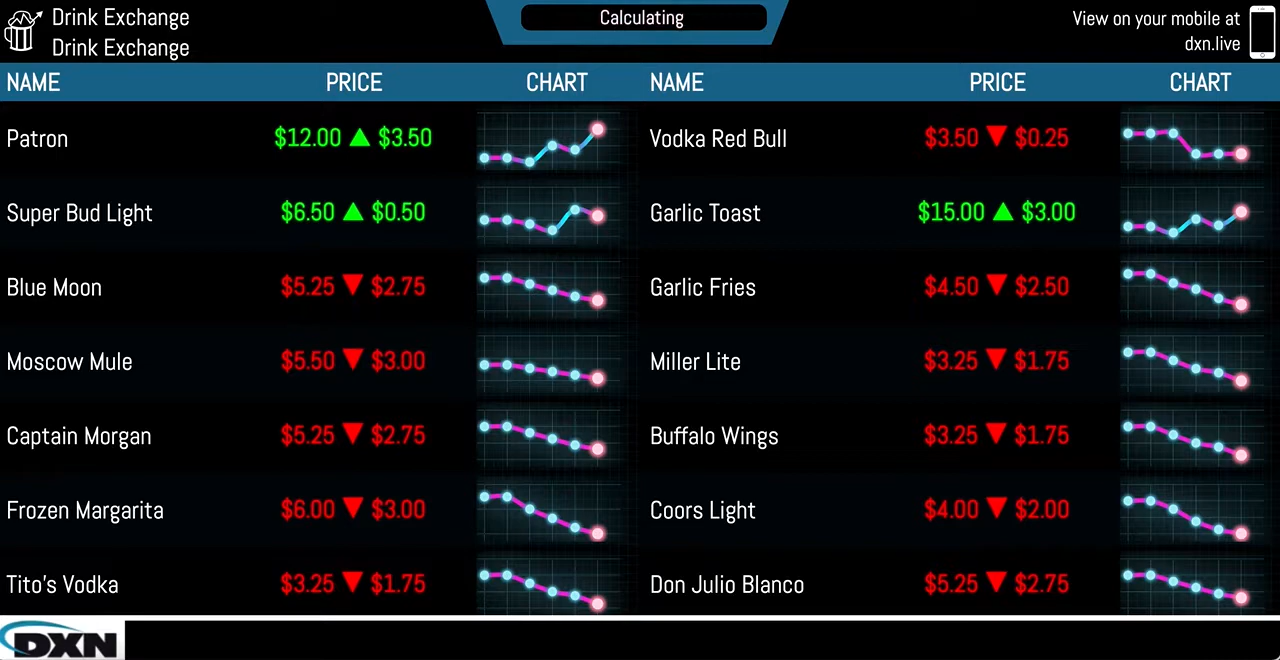 Drink Exchange
Drink Exchange
Calculating
View on your mobile at
dxn.live
NAME PRICE CHART NAME PRICE CHART
Patron $12.00 ▲ $3.50 Vodka Red Bull $3.50 ▼ $0.25
Super Bud Light $6.50 ▲ $0.50 Garlic Toast $15.00 ▲ $3.00
Blue Moon $5.25 ▼ $2.75 Garlic Fries $4.50 ▼ $2.50
Moscow Mule $5.50 ▼ $3.00 Miller Lite $3.25 ▼ $1.75
Captain Morgan $5.25 ▼ $2.75 Buffalo Wings $3.25 ▼ $1.75
Frozen Margarita $6.00 ▼ $3.00 Coors Light $4.00 ▼ $2.00
Tito's Vodka $3.25 ▼ $1.75 Don Julio Blanco $5.25 ▼ $2.75
DXN